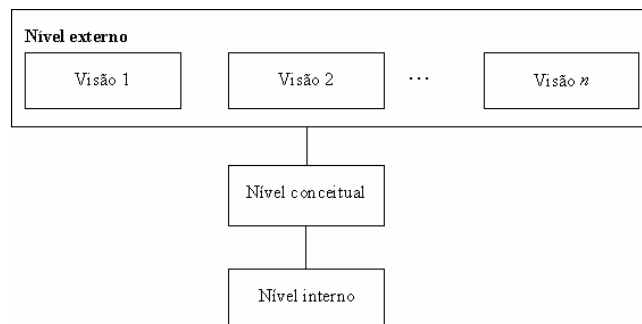 Nível externo
Visão 1 Visão 2 ... Visão n
Nível conceitual
Nível interno